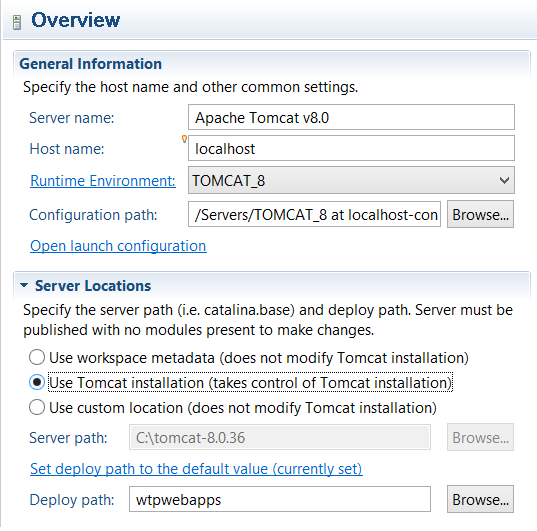 Overview
General Information
Specify the host name and other common settings.
Server name: Apache Tomcat v8.0
Host name: localhost
Runtime Environment: TOMCAT_8
Configuration path: /Servers/TOMCAT_8 at localhost-con Browse...
Open launch configuration
Server Locations
Specify the server path (i.e. catalina.base) and deploy path. Server must be
published with no modules present to make changes.
Use workspace metadata (does not modify Tomcat installation)
Use Tomcat installation (takes control of Tomcat installation)
Use custom location (does not modify Tomcat installation)
Server path: C:\tomcat-8.0.36 Browse...
Set deploy path to the default value (currently set)
Deploy path: wtpwebapps Browse...